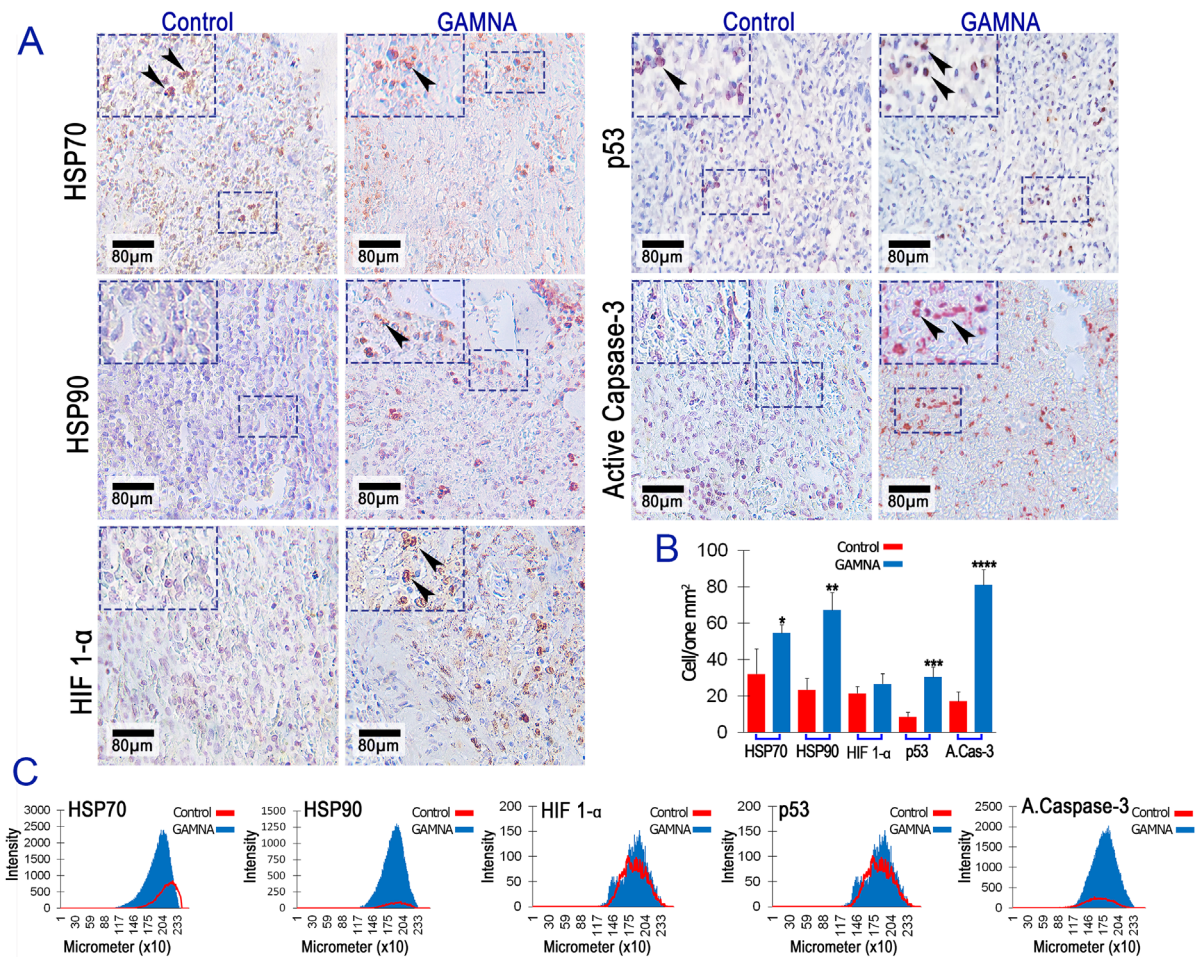 A
Control
GAMNA
Control
GAMNA
HSP70
80µm
80µm
p53
80µm
80µm
HSP90
80µm
80µm
Active Capsase-3
80µm
80µm
HIF 1-α
80µm
80µm
B
Control
GAMNA
Cell/one mm²
100
80
60
40
20
0
*
**
***
****
HSP70
HSP90
HIF 1-α
p53
A.Cas-3
C
HSP70
Control
GAMNA
Intensity
3000
2500
2000
1500
1000
500
0
1
30
59
88
117
146
175
204
233
Micrometer (x10)
HSP90
Control
GAMNA
Intensity
1500
1250
1000
750
500
250
0
1
30
59
88
117
146
175
204
233
Micrometer (x10)
HIF 1-α
Control
GAMNA
Intensity
200
150
100
50
0
1
30
59
88
117
146
175
204
233
Micrometer (x10)
p53
Control
GAMNA
Intensity
200
150
100
50
0
1
30
59
88
117
146
175
204
233
Micrometer (x10)
A.Caspase-3
Control
GAMNA
Intensity
2500
2000
1500
1000
500
0
1
30
59
88
117
146
175
204
233
Micrometer (x10)